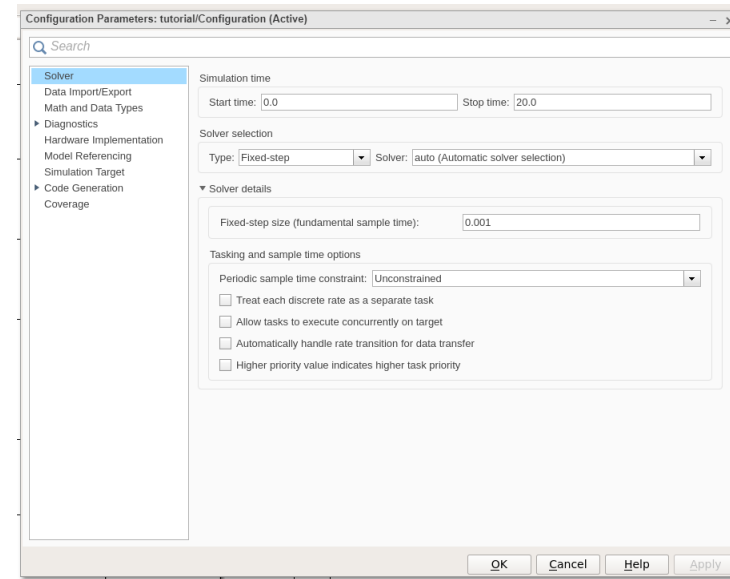 Configuration Parameters: tutorial/Configuration (Active)
Search
Solver
Data Import/Export
Math and Data Types
Diagnostics
Hardware Implementation
Model Referencing
Simulation Target
Code Generation
Coverage
Simulation time
Start time: 0.0 Stop time: 20.0
Solver selection
Type: Fixed-step Solver: auto (Automatic solver selection)
Solver details
Fixed-step size (fundamental sample time): 0.001
Tasking and sample time options
Periodic sample time constraint: Unconstrained
Treat each discrete rate as a separate task
Allow tasks to execute concurrently on target
Automatically handle rate transition for data transfer
Higher priority value indicates higher task priority
OK Cancel Help Apply